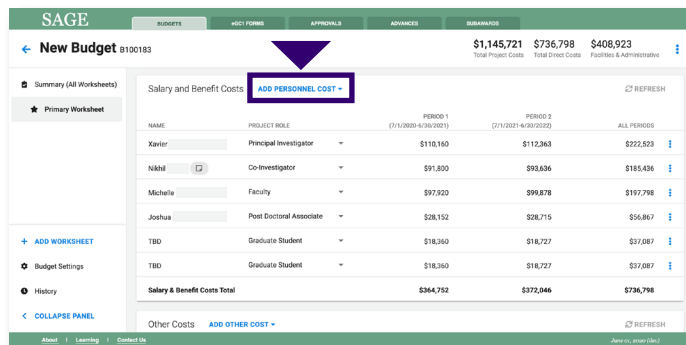 SAGE BUDGETS eGC1 FORMS APPROVALS ADVANCES SUBAWARDS
← New Budget B100183 $1,145,721 $736,798 $408,923
Total Project Costs Total Direct Costs Facilities & Administrative
Summary (All Worksheets)
Primary Worksheet
Salary and Benefit Costs ADD PERSONNEL COST REFRESH
PERIOD 1 PERIOD 2
NAME PROJECT ROLE (7/1/2020-6/30/2021) (7/1/2021-6/30/2022) ALL PERIODS
Xavier Principal Investigator $110,160 $112,363 $222,523
Nikhil Co-Investigator $91,800 $93,636 $185,436
Michelle Faculty $97,920 $99,878 $197,798
Joshua Post Doctoral Associate $28,152 $28,715 $56,867
TBD Graduate Student $18,360 $18,727 $37,087
TBD Graduate Student $18,360 $18,727 $37,087
Salary & Benefit Costs Total $364,752 $372,046 $736,798
+ ADD WORKSHEET
Budget Settings
History
< COLLAPSE PANEL
Other Costs ADD OTHER COST REFRESH
About | Learning | Contact Us June 01, 2020 (dac)